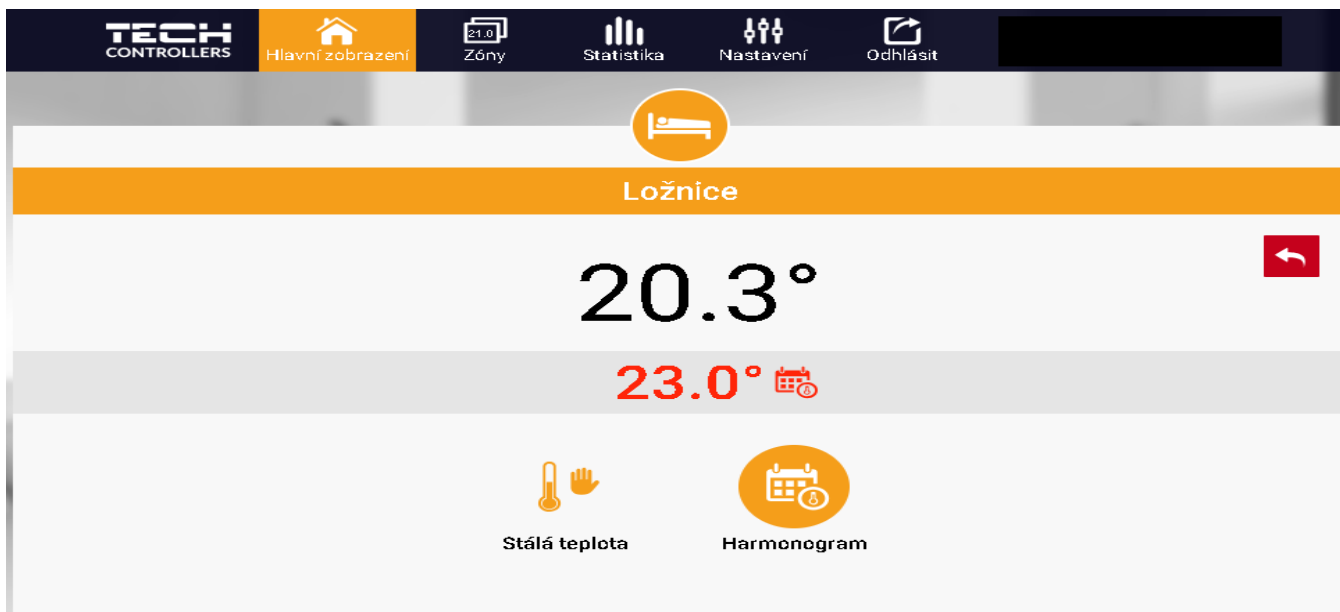 TECH
CONTROLLERS
Hlavní zobrazení
21.0
Zóny
Statistika
Nastavení
Odhlásit
Ložnice
20.3°
23.0°
Stálá teplota
Harmonogram